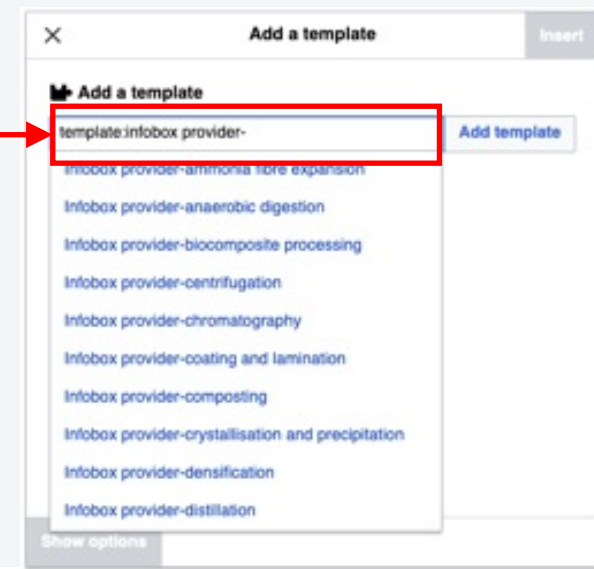 Add a template
Insert
Add a template
template:infobox provider-
Add template
Infobox provider-ammonia fibre expansion
Infobox provider-anaerobic digestion
Infobox provider-biocomposite processing
Infobox provider-centrifugation
Infobox provider-chromatography
Infobox provider-coating and lamination
Infobox provider-composting
Infobox provider-crystallisation and precipitation
Infobox provider-densification
Infobox provider-distillation
Show options